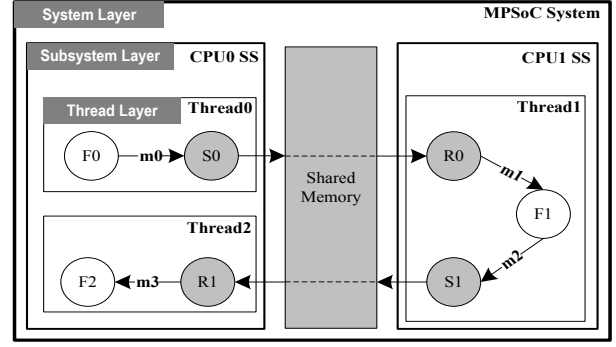 System Layer
MPSoC System
Subsystem Layer
CPU0 SS
CPU1 SS
Thread Layer
Thread0
Thread1
F0
m0
S0
Shared
Memory
R0
m1
F1
Thread2
F2
m3
R1
S1
m2